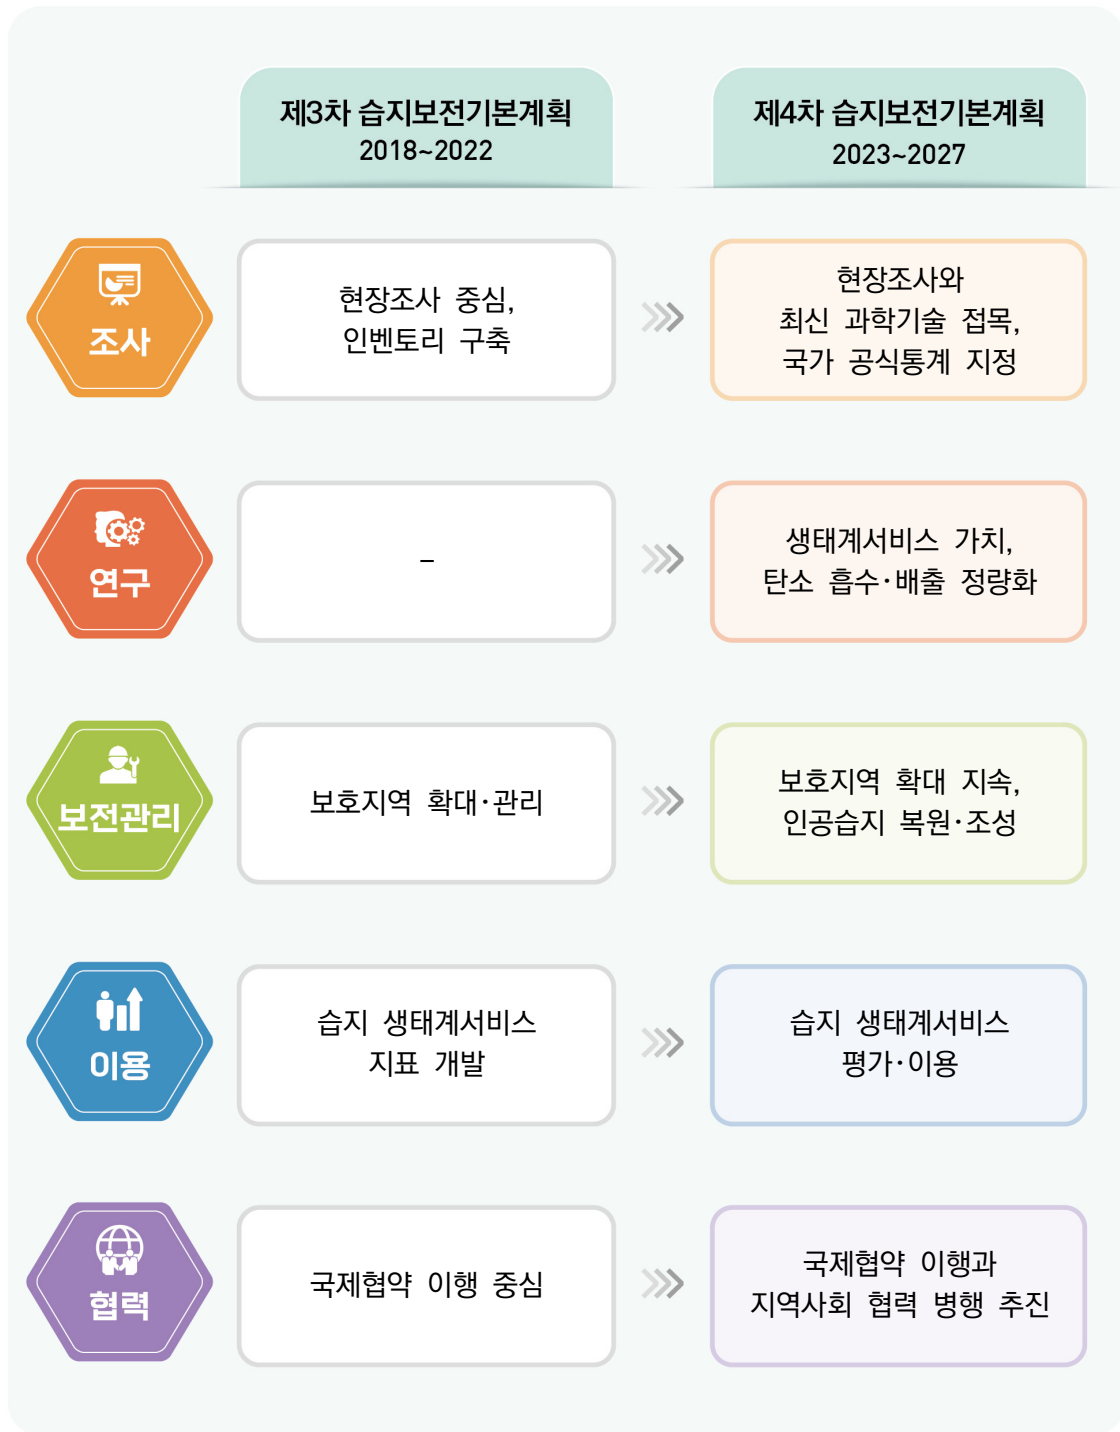 제3차 습지보전기본계획
2018~2022
제4차 습지보전기본계획
2023~2027
조사
현장조사 중심,
인벤토리 구축
현장조사와
최신 과학기술 접목,
국가 공식통계 지정
연구
–
생태계서비스 가치,
탄소 흡수·배출 정량화
보전관리
보호지역 확대·관리
보호지역 확대 지속,
인공습지 복원·조성
이용
습지 생태계서비스
지표 개발
습지 생태계서비스
평가·이용
협력
국제협약 이행 중심
국제협약 이행과
지역사회 협력 병행 추진